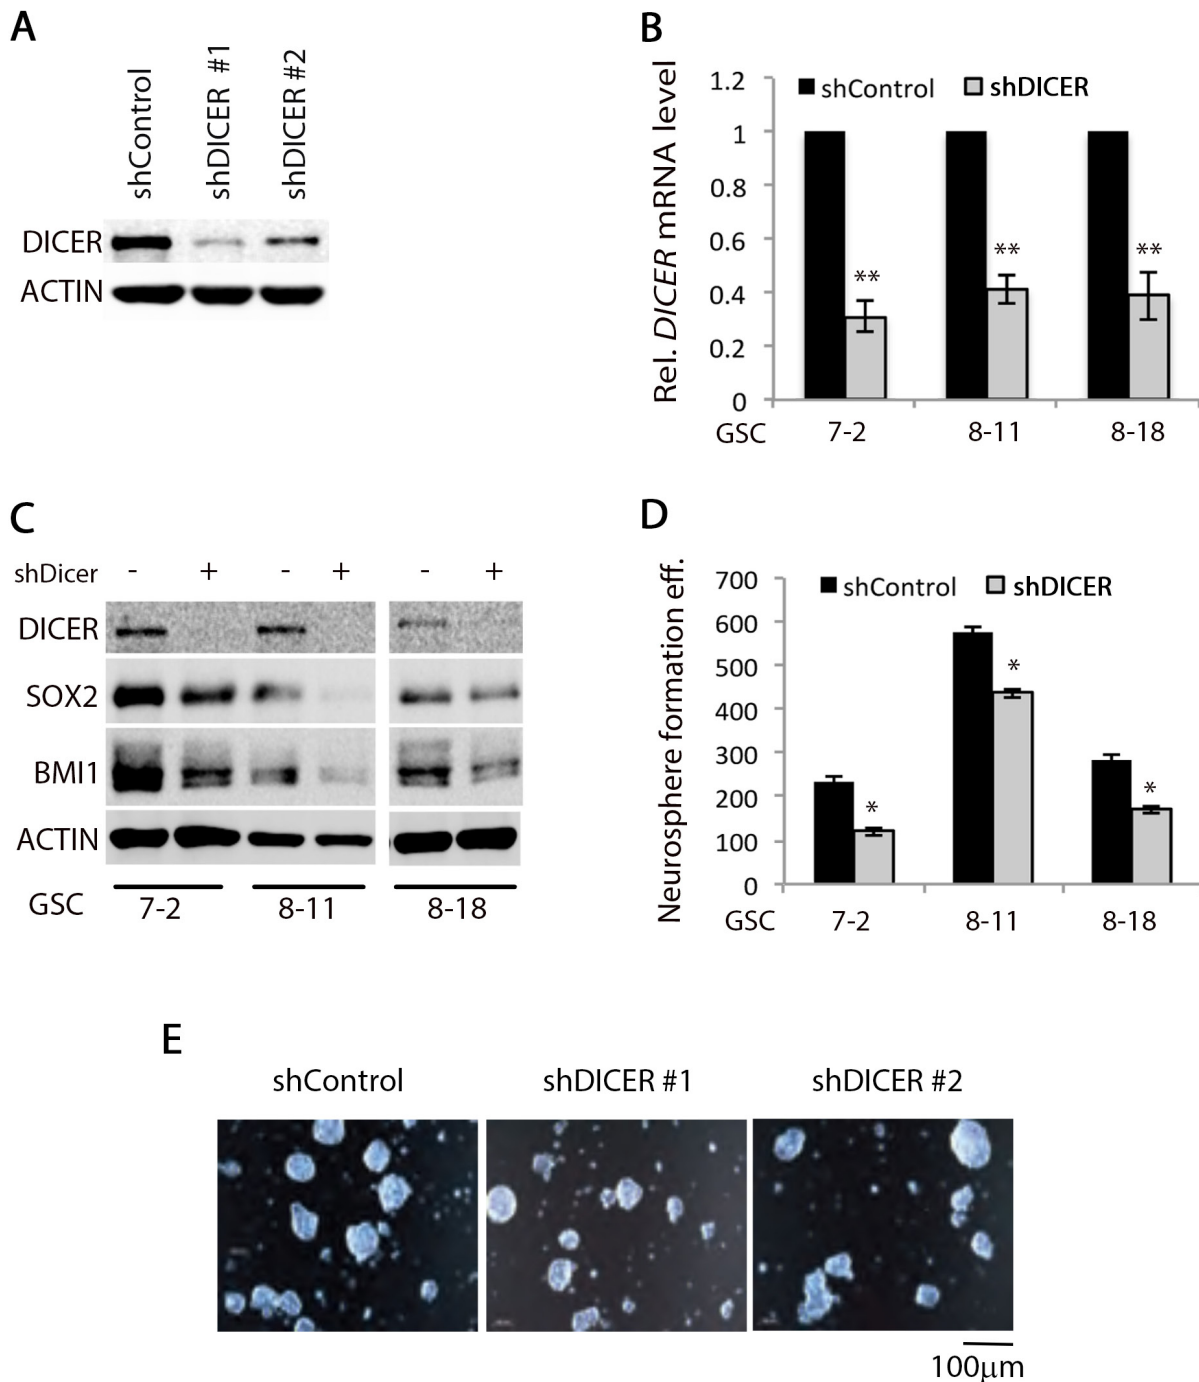 A
shControl
shDICER #1
shDICER #2
DICER
ACTIN
B
Rel. DICER mRNA level
1.2
1
0.8
0.6
0.4
0.2
0
shControl shDICER
**
**
**
GSC 7-2 8-11 8-18
C
shDicer - + - + - +
DICER
SOX2
BMI1
ACTIN
GSC 7-2 8-11 8-18
D
Neurosphere formation eff.
700
600
500
400
300
200
100
0
shControl shDICER
*
*
*
GSC 7-2 8-11 8-18
E
shControl shDICER #1 shDICER #2
100μm